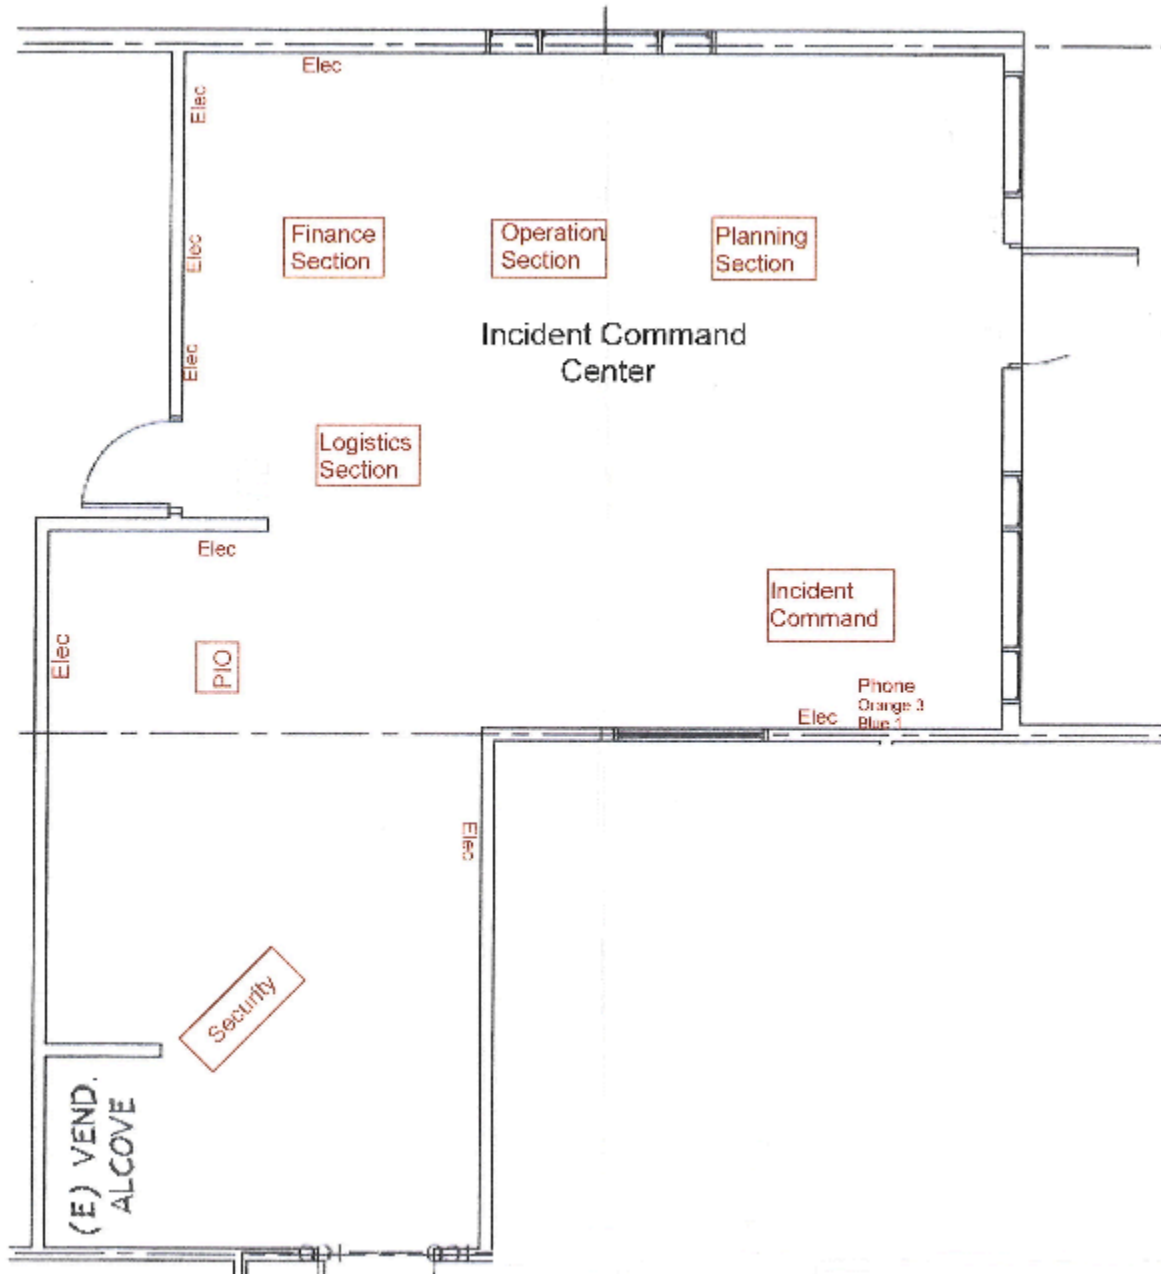 Elec
Elec
Finance
Section
Operation
Section
Planning
Section
Elec
Incident Command
Center
Elec
Logistics
Section
Elec
Incident
Command
Elec
PIO
Phone
Orange 3
Blue 1
Elec
Elec
Security
(E) VEND.
ALCOVE